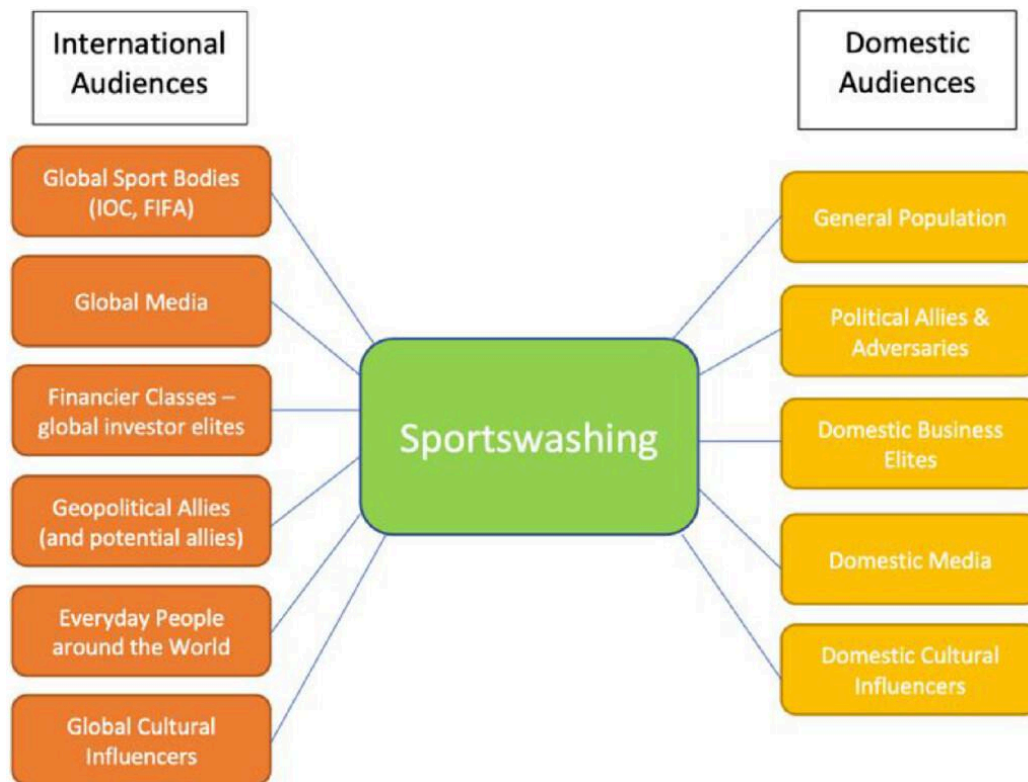 International
Audiences
Global Sport Bodies
(IOC, FIFA)
Global Media
Financier Classes –
global investor elites
Geopolitical Allies
(and potential allies)
Everyday People
around the World
Global Cultural
Influencers
Sportswashing
Domestic
Audiences
General Population
Political Allies &
Adversaries
Domestic Business
Elites
Domestic Media
Domestic Cultural
Influencers